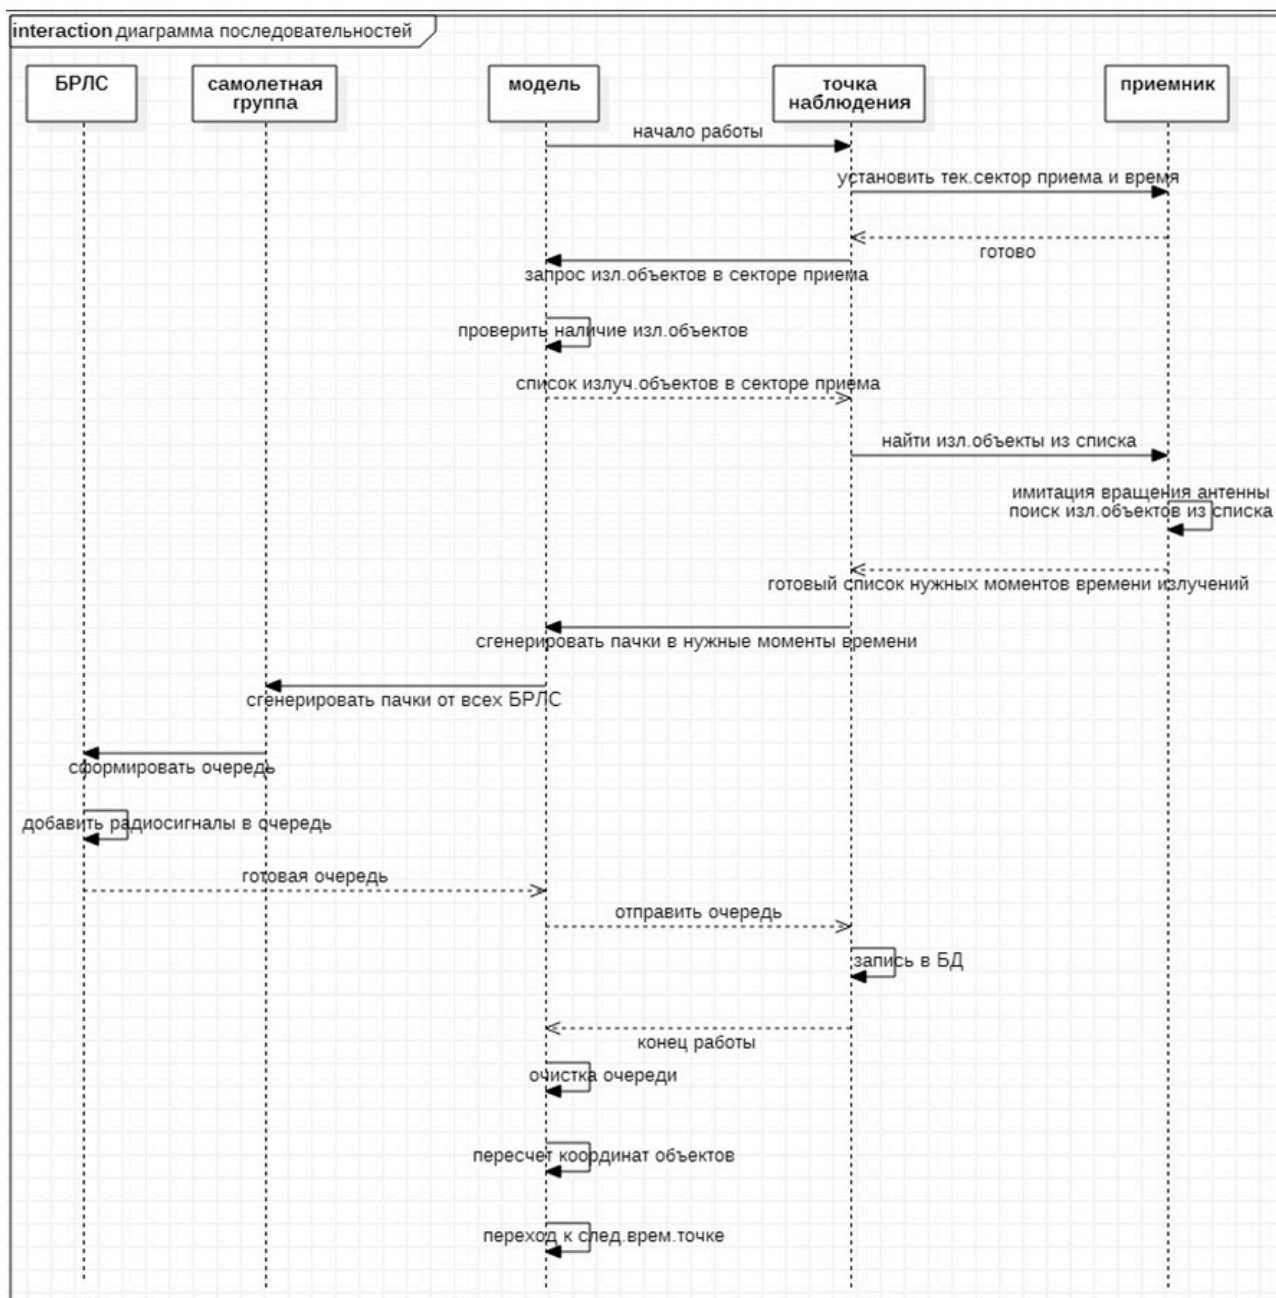 interaction диаграмма последовательностей
БРЛС
самолетная
группа
модель
точка
наблюдения
приемник
начало работы
установить тек.сектор приема и время
готово
запрос изл.объектов в секторе приема
проверить наличие изл.объектов
список излуч.объектов в секторе приема
найти изл.объекты из списка
имитация вращения антенны
поиск изл.объектов из списка
готовый список нужных моментов времени излучений
сгенерировать пачки в нужные моменты времени
сгенерировать пачки от всех БРЛС
сформировать очередь
добавить радиосигналы в очередь
готовая очередь
отправить очередь
запись в БД
конец работы
очистка очереди
пересчет координат объектов
переход к след.врем.точке